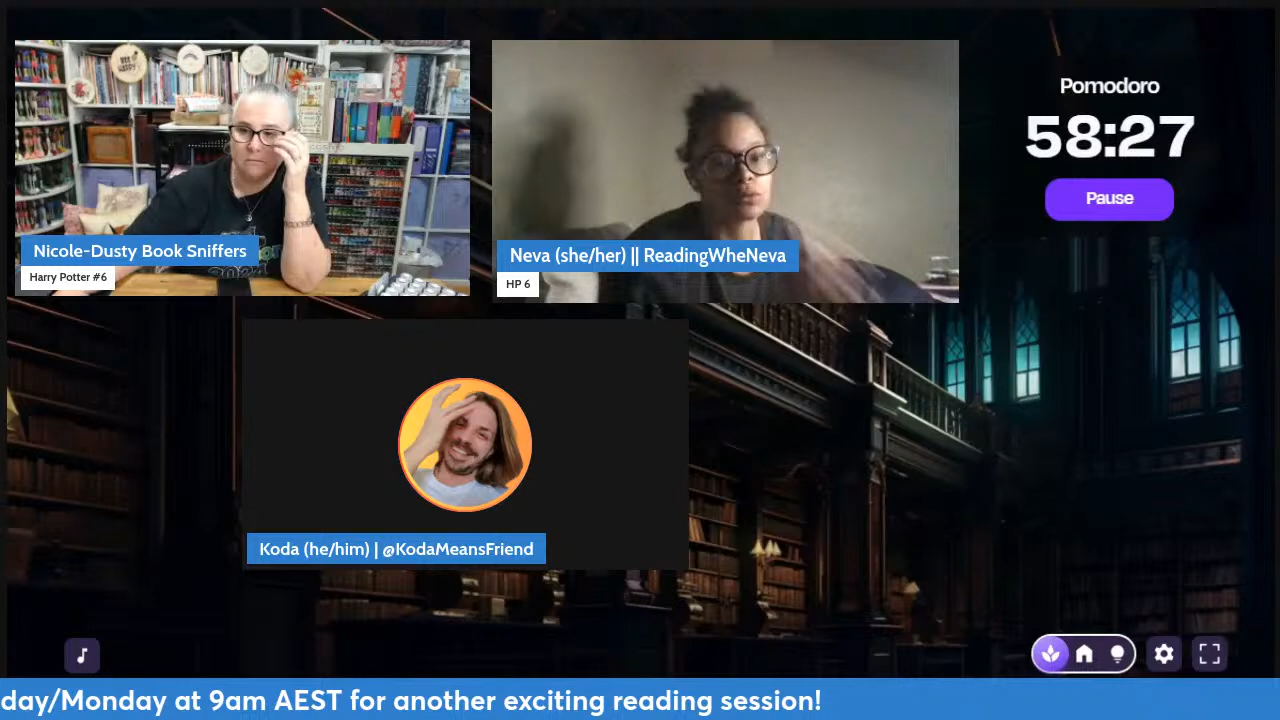 Nicole-Dusty Book Sniffers
Harry Potter #6
Neva (she/her) || ReadingWheNeva
HP 6
Pomodoro
58:27
Pause
Koda (he/him) | @KodaMeansFriend
day/Monday at 9am AEST for another exciting reading session!